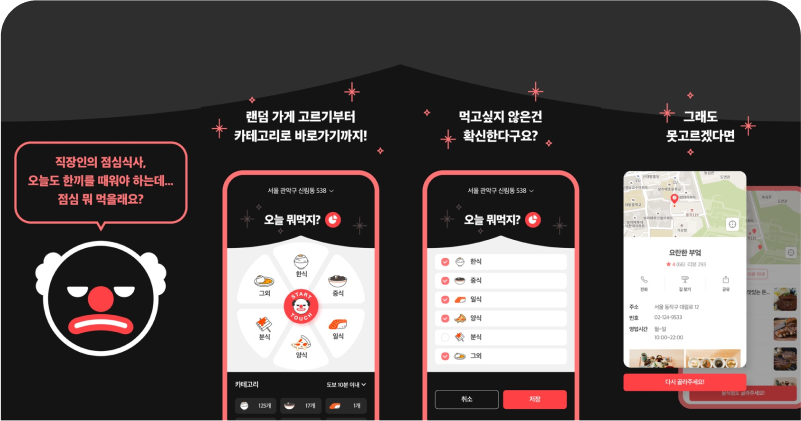 직장인의 점심식사,
오늘도 한끼를 때워야 하는데...
점심 뭐 먹을래요?
랜덤 가게 고르기부터
카테고리로 바로가기까지!
서울 관악구 신림동 538
오늘 뭐먹지?
한식
중식
일식
양식
분식
그외
START
TOUCH
카테고리
도보 10분 이내
125개
17개
1개
먹고싶지 않은건
확신한다구요?
서울 관악구 신림동 538
오늘 뭐먹지?
한식
중식
일식
양식
분식
그외
취소
저장
그래도
못고르겠다면
요란한 부엌
전화
길 찾기
공유
주소 서울 동작구 대림로 12
번호 02-124-9533
영업시간 월~일
10:00~22:00
다시 골라주세요!